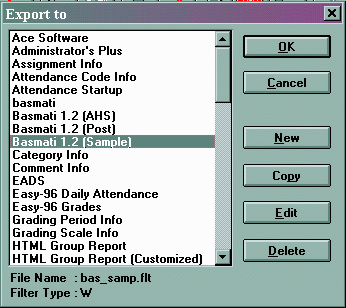 Export to
Ace Software
Administrator's Plus
Assignment Info
Attendance Code Info
Attendance Startup
basmati
Basmati 1.2 (AHS)
Basmati 1.2 (Post)
Basmati 1.2 (Sample)
Category Info
Comment Info
EADS
Easy-96 Daily Attendance
Easy-96 Grades
Grading Period Info
Grading Scale Info
HTML Group Report
HTML Group Report (Customized)
OK
Cancel
New
Copy
Edit
Delete
File Name : bas_samp.flt
Filter Type : W